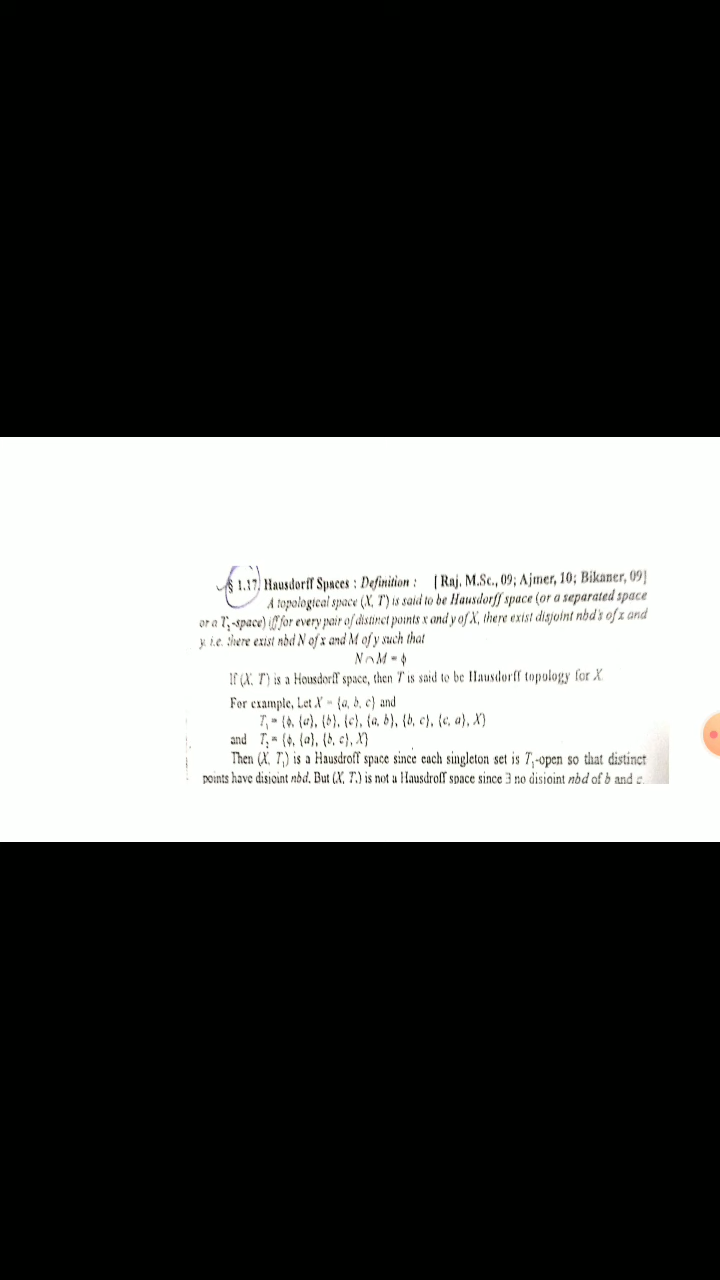 § 1.17. Hausdorff Spaces : Definition : [ Raj. M.Sc., 09; Ajmer, 10; Bikaner, 09]
A topological space (X, T) is said to be Hausdorff space (or a separated space
or a T₂-space) iff for every pair of distinct points x and y of X, there exist disjoint nbd's of x and
y. i.e. there exist nbd N of x and M of y such that
N∩M = ϕ
If (X, T) is a Housdorff space, then T is said to be Hausdorff topology for X.
For example, Let X = {a, b, c} and
T₁ = {ϕ, {a}, {b}, {c}, {a, b}, {b, c}, {c, a}, X}
and T₂ = {ϕ, {a}, {b, c}, X}
Then (X, T₁) is a Hausdroff space since each singleton set is T₁-open so that distinct
points have disjoint nbd. But (X, T₂) is not a Hausdroff space since ∃ no disjoint nbd of b and c.